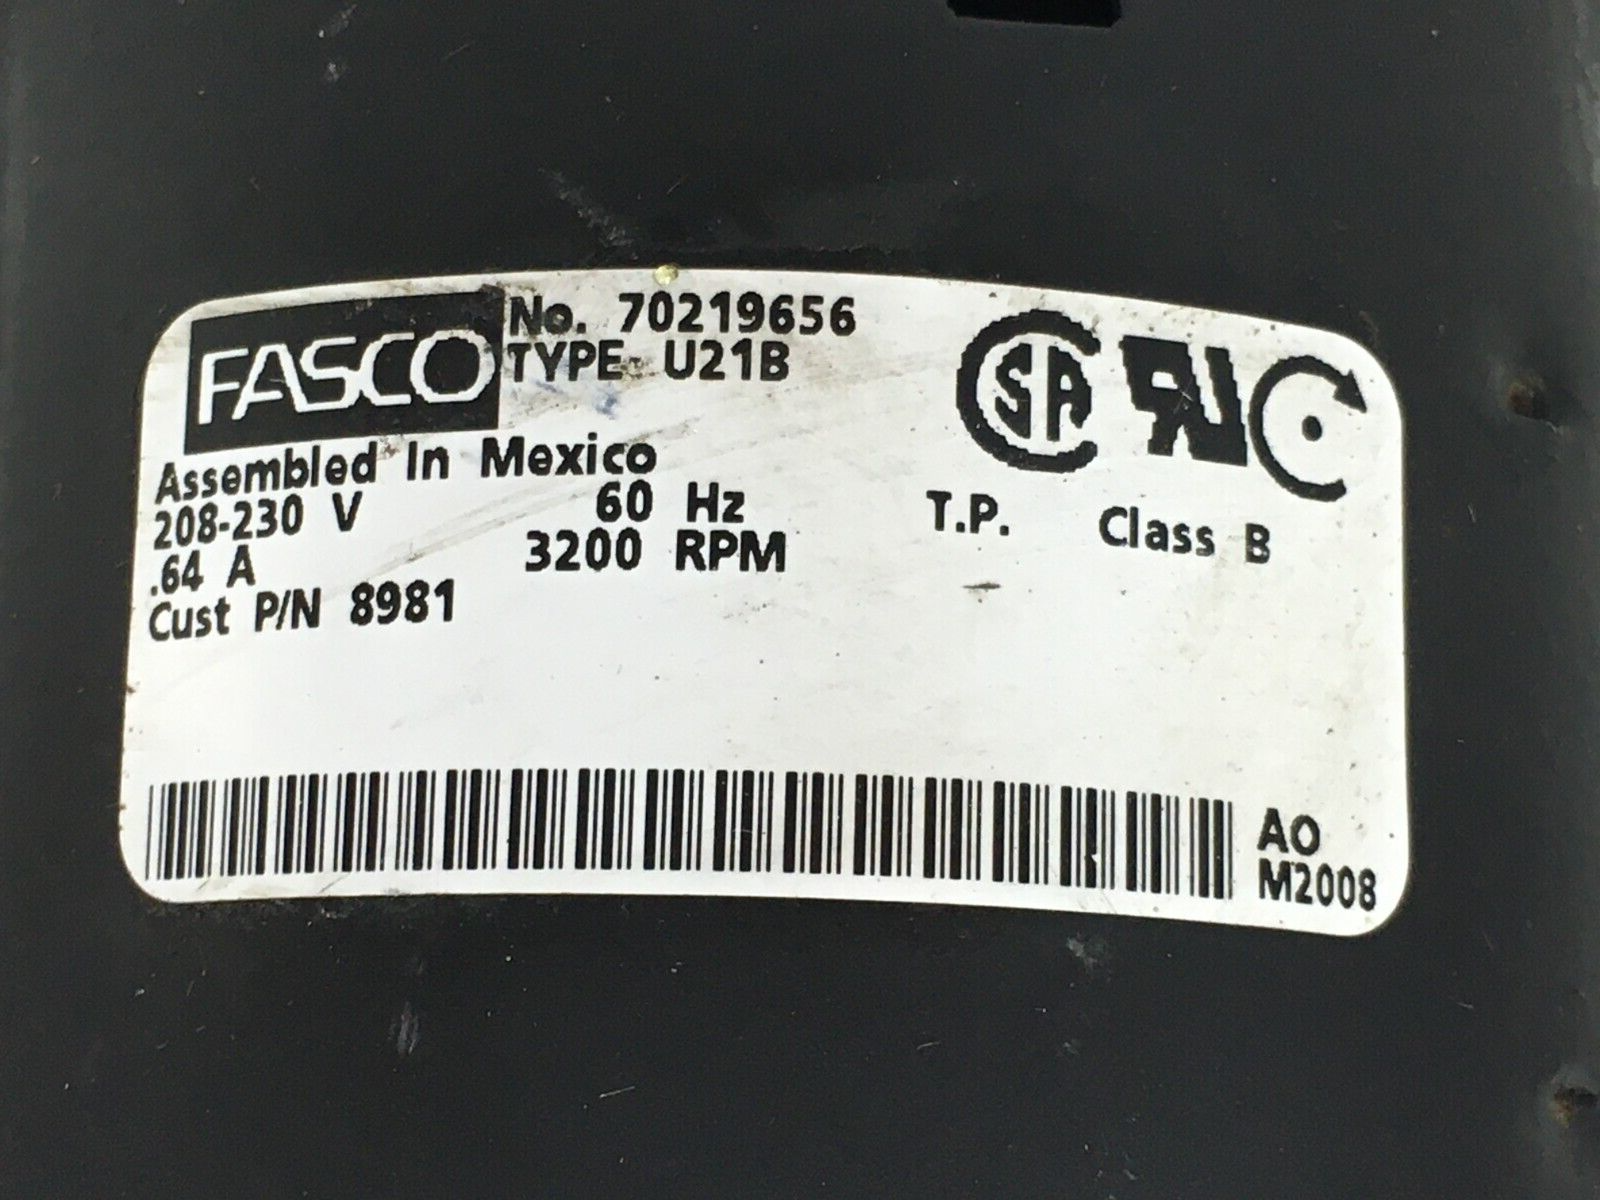 FASCO
No. 70219656
TYPE U21B
Assembled In Mexico
208-230 V 60 Hz T.P. Class B
.64 A 3200 RPM
Cust P/N 8981
AO
M2008